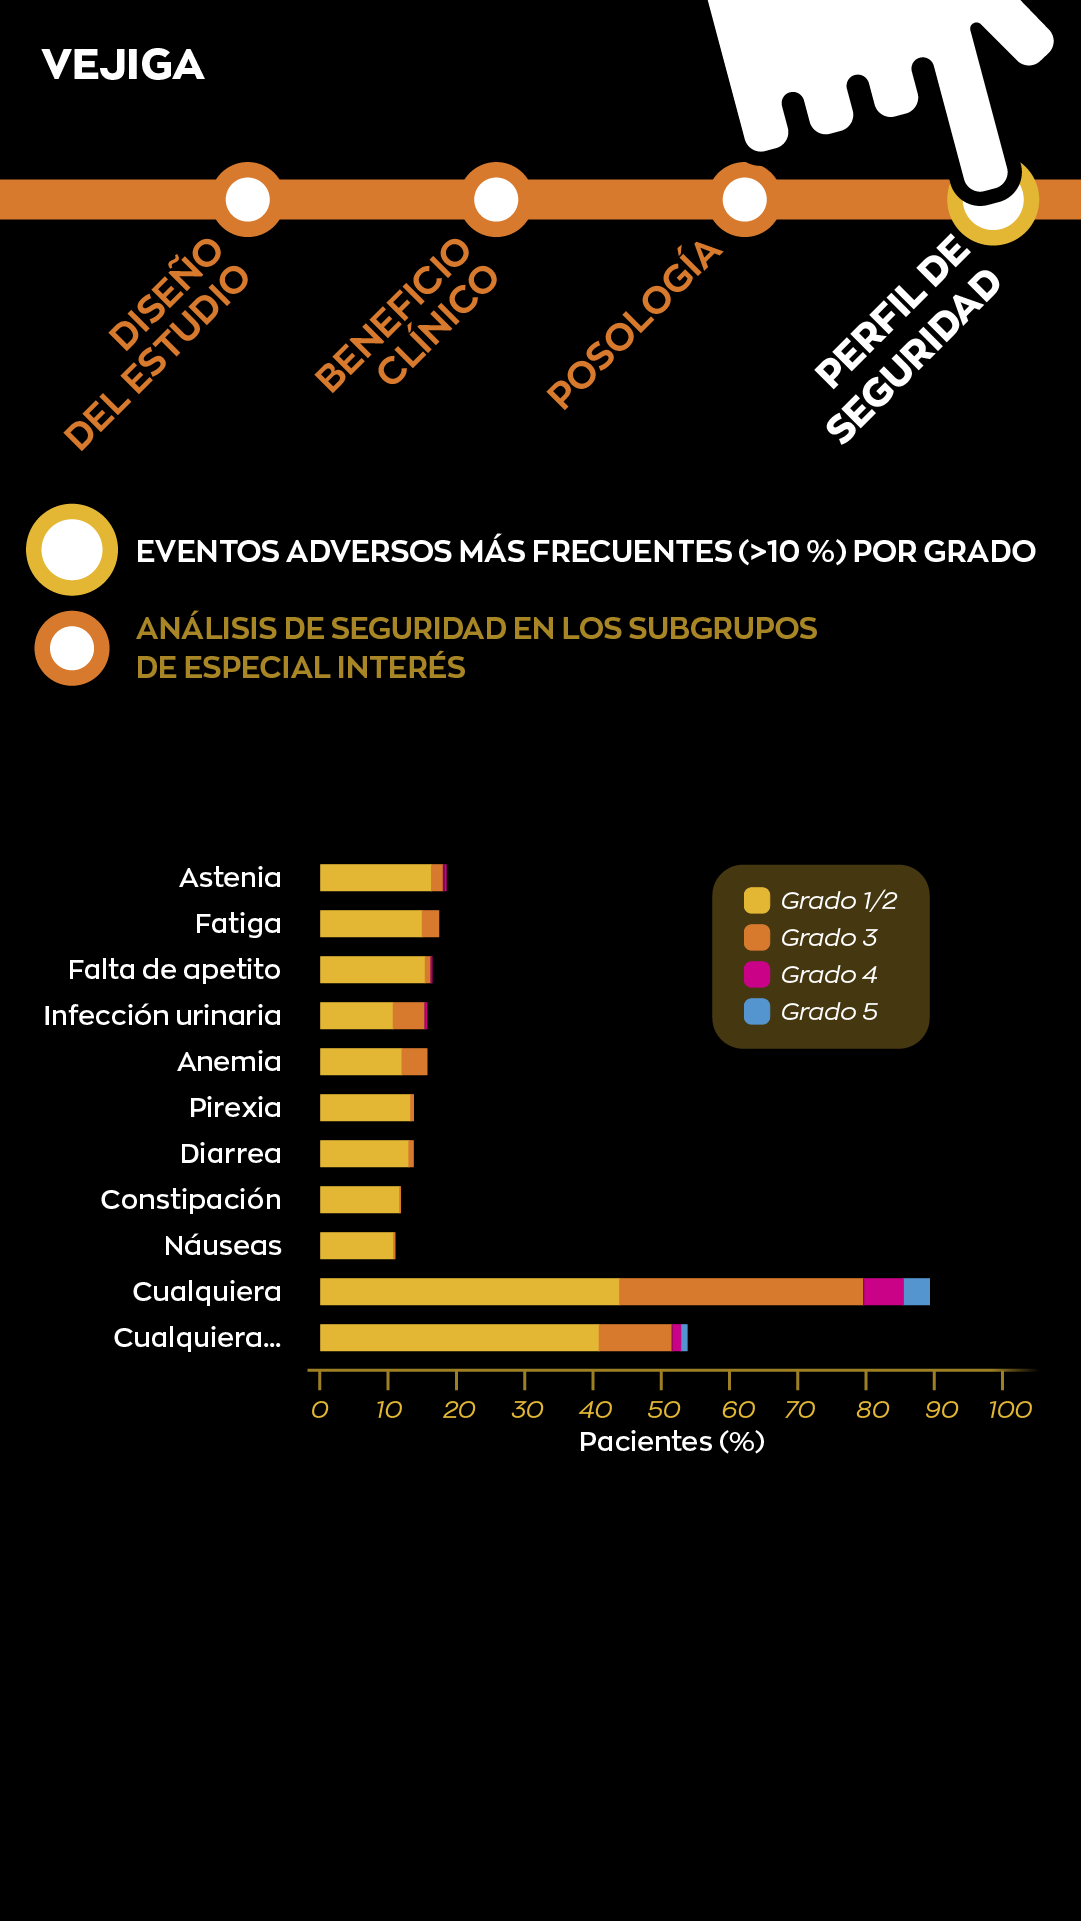 VEJIGA
DISEÑO
DEL ESTUDIO
BENEFICIO
CLÍNICO
POSOLOGÍA
PERFIL DE
SEGURIDAD
EVENTOS ADVERSOS MÁS FRECUENTES (>10 %) POR GRADO
ANÁLISIS DE SEGURIDAD EN LOS SUBGRUPOS
DE ESPECIAL INTERÉS
Astenia
Fatiga
Falta de apetito
Infección urinaria
Anemia
Pirexia
Diarrea
Constipación
Náuseas
Cualquiera
Cualquiera...
Grado 1/2
Grado 3
Grado 4
Grado 5
0 10 20 30 40 50 60 70 80 90 100
Pacientes (%)